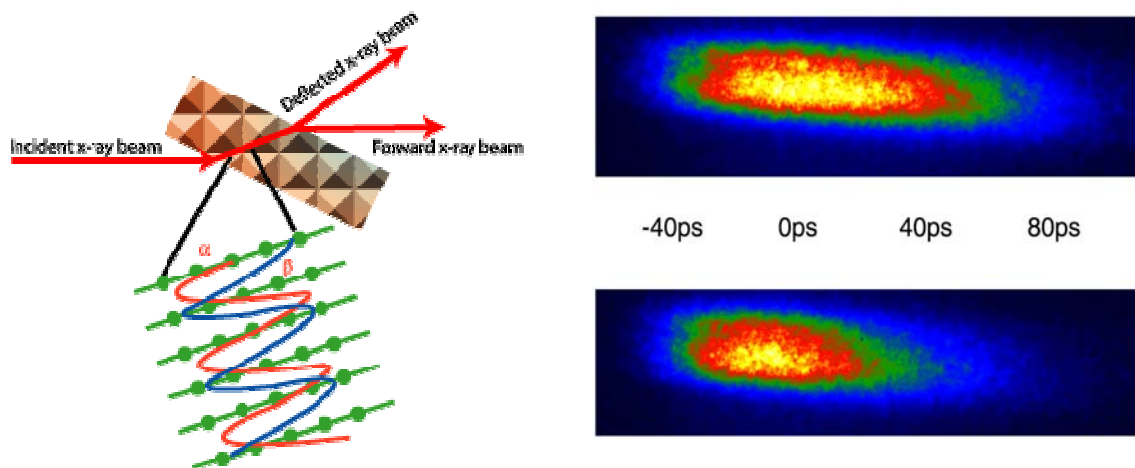 Deflected x-ray beam
Incident x-ray beam
Forward x-ray beam
α
β
-40ps 0ps 40ps 80ps